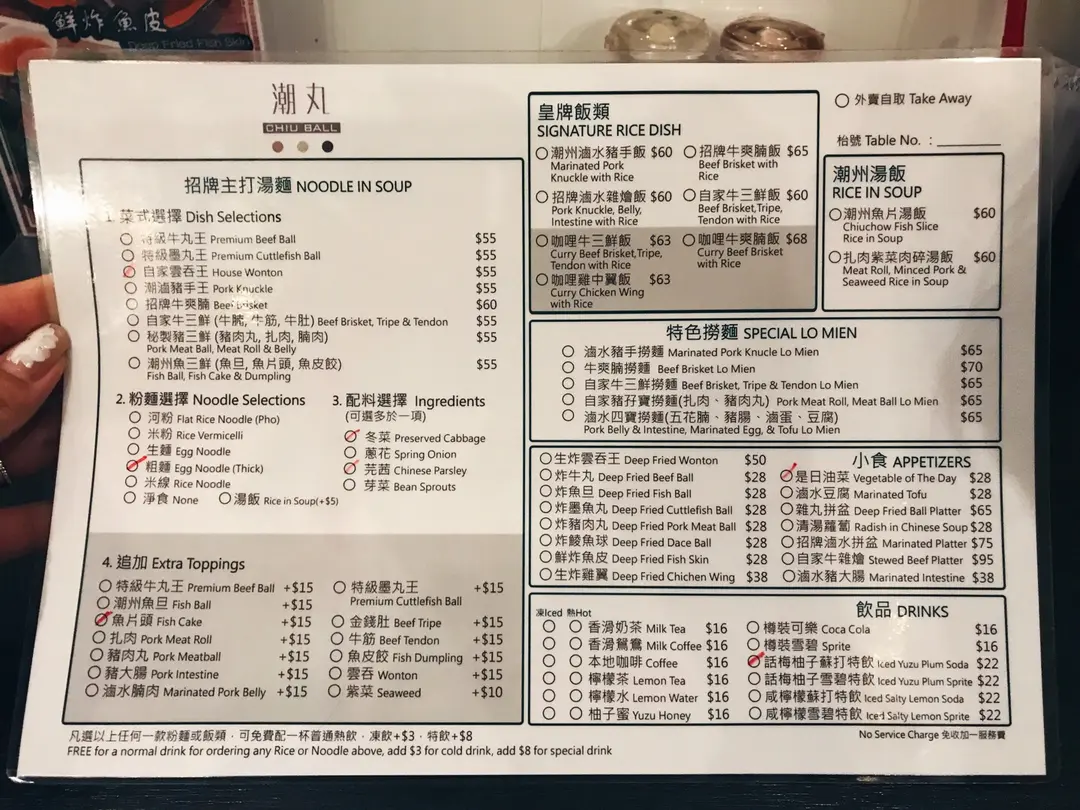 鮮炸魚皮
Deep Fried Fish Skin
潮丸
CHIU BALL
招牌主打湯麵 NOODLE IN SOUP
1. 菜式選擇 Dish Selections
特級牛丸王 Premium Beef Ball $55
特級墨丸王 Premium Cuttlefish Ball $55
自家雲吞王 House Wonton $55
潮滷豬手王 Pork Knuckle $55
招牌牛爽腩 Beef Brisket $60
自家牛三鮮 (牛腩, 牛筋, 牛肚) Beef Brisket, Tripe & Tendon $55
秘製豬三鮮 (豬肉丸, 扎肉, 腩肉) $55
Pork Meat Ball, Meat Roll & Belly
潮州魚三鮮 (魚旦, 魚片頭, 魚皮餃) $55
Fish Ball, Fish Cake & Dumpling
2. 粉麵選擇 Noodle Selections
河粉 Flat Rice Noodle (Pho)
米粉 Rice Vermicelli
生麵 Egg Noodle
粗麵 Egg Noodle (Thick)
米線 Rice Noodle
淨食 None 湯飯 Rice in Soup(+$5)
3. 配料選擇 Ingredients
(可選多於一項)
冬菜 Preserved Cabbage
蔥花 Spring Onion
芫茜 Chinese Parsley
芽菜 Bean Sprouts
4. 追加 Extra Toppings
特級牛丸王 Premium Beef Ball +$15
潮州魚旦 Fish Ball +$15
魚片頭 Fish Cake +$15
扎肉 Pork Meat Roll +$15
豬肉丸 Pork Meatball +$15
豬大腸 Pork Intestine +$15
滷水腩肉 Marinated Pork Belly +$15
特級墨丸王 +$15
Premium Cuttlefish Ball
金錢肚 Beef Tripe +$15
牛筋 Beef Tendon +$15
魚皮餃 Fish Dumpling +$15
雲吞 Wonton +$15
紫菜 Seaweed +$10
凡選以上任何一款粉麵或飯類，可免費配一杯普通熱飲，凍飲+$3，特飲+$8
FREE for a normal drink for ordering any Rice or Noodle above, add $3 for cold drink, add $8 for special drink
皇牌飯類
SIGNATURE RICE DISH
潮州滷水豬手飯 $60
Marinated Pork
Knuckle with Rice
招牌牛爽腩飯 $65
Beef Brisket with
Rice
招牌滷水雜燴飯 $60
Pork Knuckle, Belly,
Intestine with Rice
自家牛三鮮飯 $60
Beef Brisket,Tripe,
Tendon with Rice
咖哩牛三鮮飯 $63
Curry Beef Brisket,Tripe,
Tendon with Rice
咖哩牛爽腩飯 $68
Curry Beef Brisket
with Rice
咖哩雞中翼飯 $63
Curry Chicken Wing
with Rice
外賣自取 Take Away
枱號 Table No. :
潮州湯飯
RICE IN SOUP
潮州魚片湯飯 $60
Chiuchow Fish Slice
Rice in Soup
扎肉紫菜肉碎湯飯 $60
Meat Roll, Minced Pork &
Seaweed Rice in Soup
特色撈麵 SPECIAL LO MIEN
滷水豬手撈麵 Marinated Pork Knucle Lo Mien $65
牛爽腩撈麵 Beef Brisket Lo Mien $70
自家牛三鮮撈麵 Beef Brisket, Tripe & Tendon Lo Mien $65
自家豬孖寶撈麵(扎肉、豬肉丸) Pork Meat Roll, Meat Ball Lo Mien $65
滷水四寶撈麵(五花腩、豬腸、滷蛋、豆腐) $65
Pork Belly & Intestine, Marinated Egg, & Tofu Lo Mien
小食 APPETIZERS
生炸雲吞王 Deep Fried Wonton $50
炸牛丸 Deep Fried Beef Ball $28
炸魚旦 Deep Fried Fish Ball $28
炸墨魚丸 Deep Fried Cuttlefish Ball $28
炸豬肉丸 Deep Fried Pork Meat Ball $28
炸鯪魚球 Deep Fried Dace Ball $28
鮮炸魚皮 Deep Fried Fish Skin $28
生炸雞翼 Deep Fried Chichen Wing $38
是日油菜 Vegetable of The Day $28
滷水豆腐 Marinated Tofu $28
雜丸拼盆 Deep Fried Ball Platter $65
清湯蘿蔔 Radish in Chinese Soup $28
招牌滷水拼盆 Marinated Platter $75
自家牛雜燴 Stewed Beef Platter $95
滷水豬大腸 Marinated Intestine $38
飲品 DRINKS
凍Iced 熱Hot
香滑奶茶 Milk Tea $16
香滑鴛鴦 Milk Coffee $16
本地咖啡 Coffee $16
檸檬茶 Lemon Tea $16
檸檬水 Lemon Water $16
柚子蜜 Yuzu Honey $16
樽裝可樂 Coca Cola $16
樽裝雪碧 Sprite $16
話梅柚子蘇打特飲 Iced Yuzu Plum Soda $22
話梅柚子雪碧特飲 Iced Yuzu Plum Sprite $22
咸檸檬蘇打特飲 Iced Salty Lemon Soda $22
咸檸檬雪碧特飲 Iced Salty Lemon Sprite $22
No Service Charge 免收加一服務費